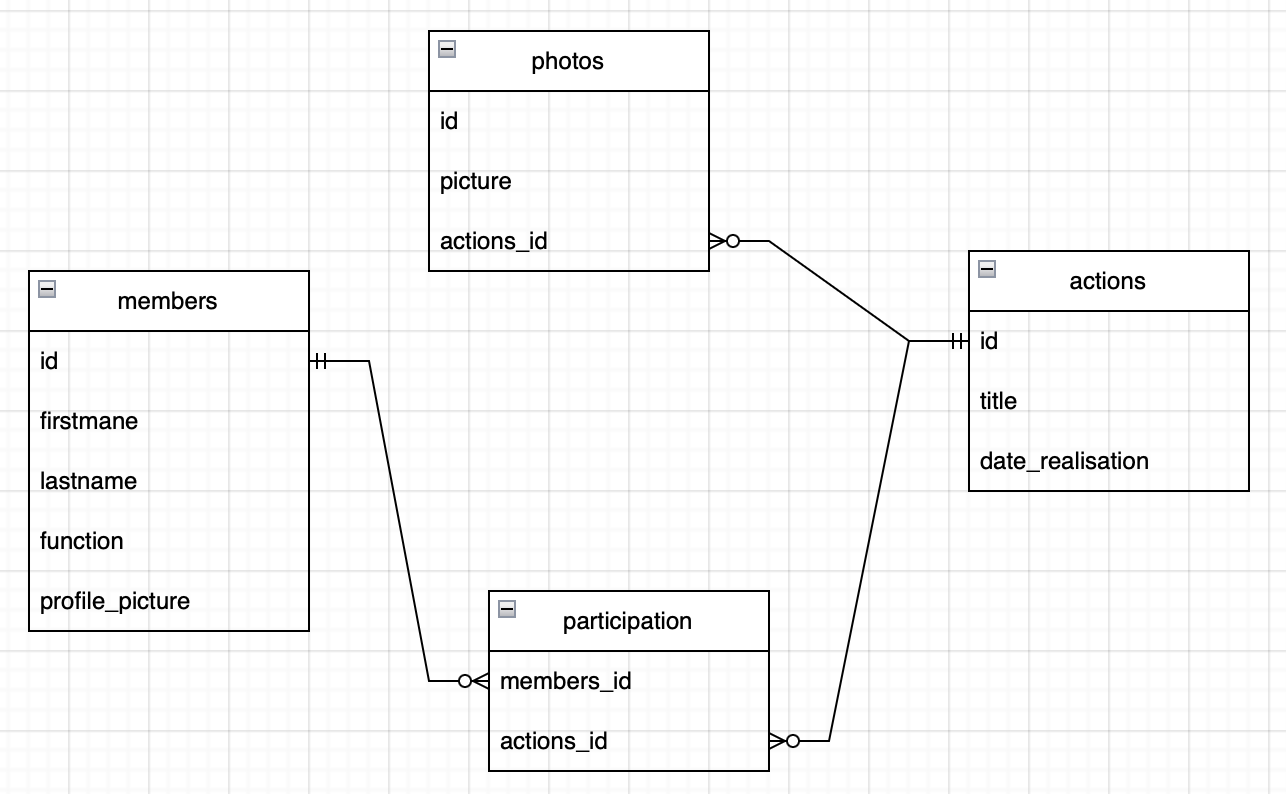 photos
id
picture
actions_id
members
id
firstmane
lastname
function
profile_picture
actions
id
title
date_realisation
participation
members_id
actions_id